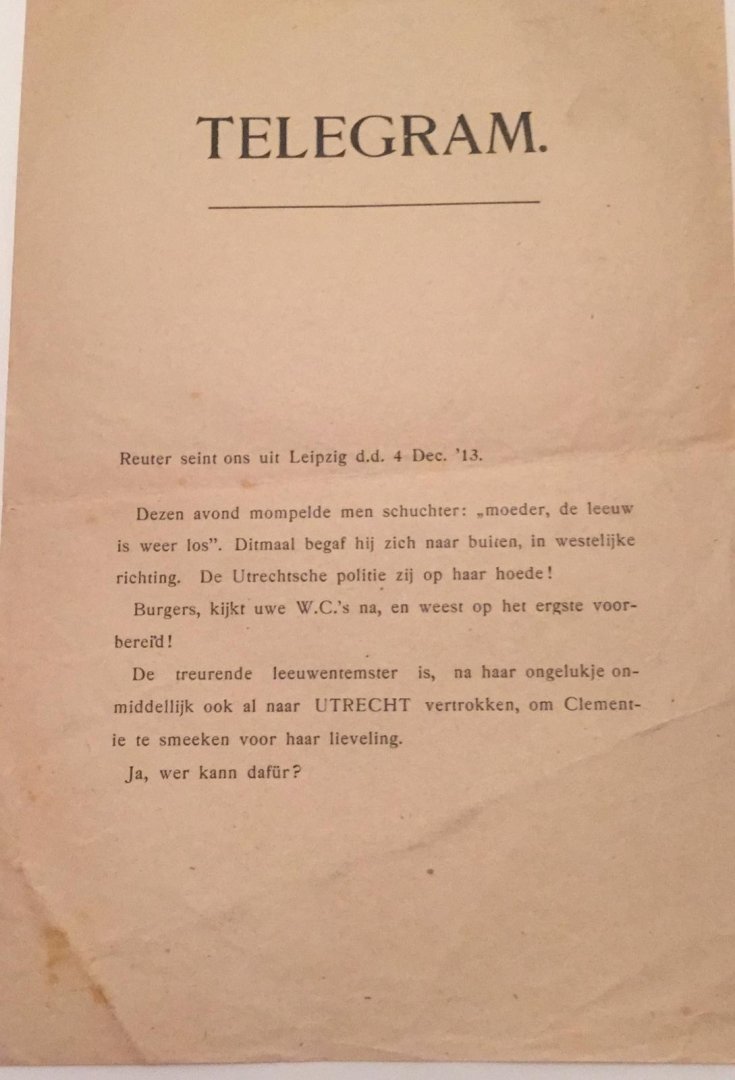 TELEGRAM.
Reuter seint ons uit Leipzig d.d. 4 Dec. '13.
Dezen avond mompelde men schuchter: „moeder, de leeuw
is weer los”. Ditmaal begaf hij zich naar buiten, in westelijke
richting. De Utrechtsche politie zij op haar hoede!
Burgers, kijkt uwe W.C.'s na, en weest op het ergste voor-
bereid!
De treurende leeuwentemster is, na haar ongelukje on-
middellijk ook al naar UTRECHT vertrokken, om Clement-
ie te smeeken voor haar lieveling.
Ja, wer kann dafür?